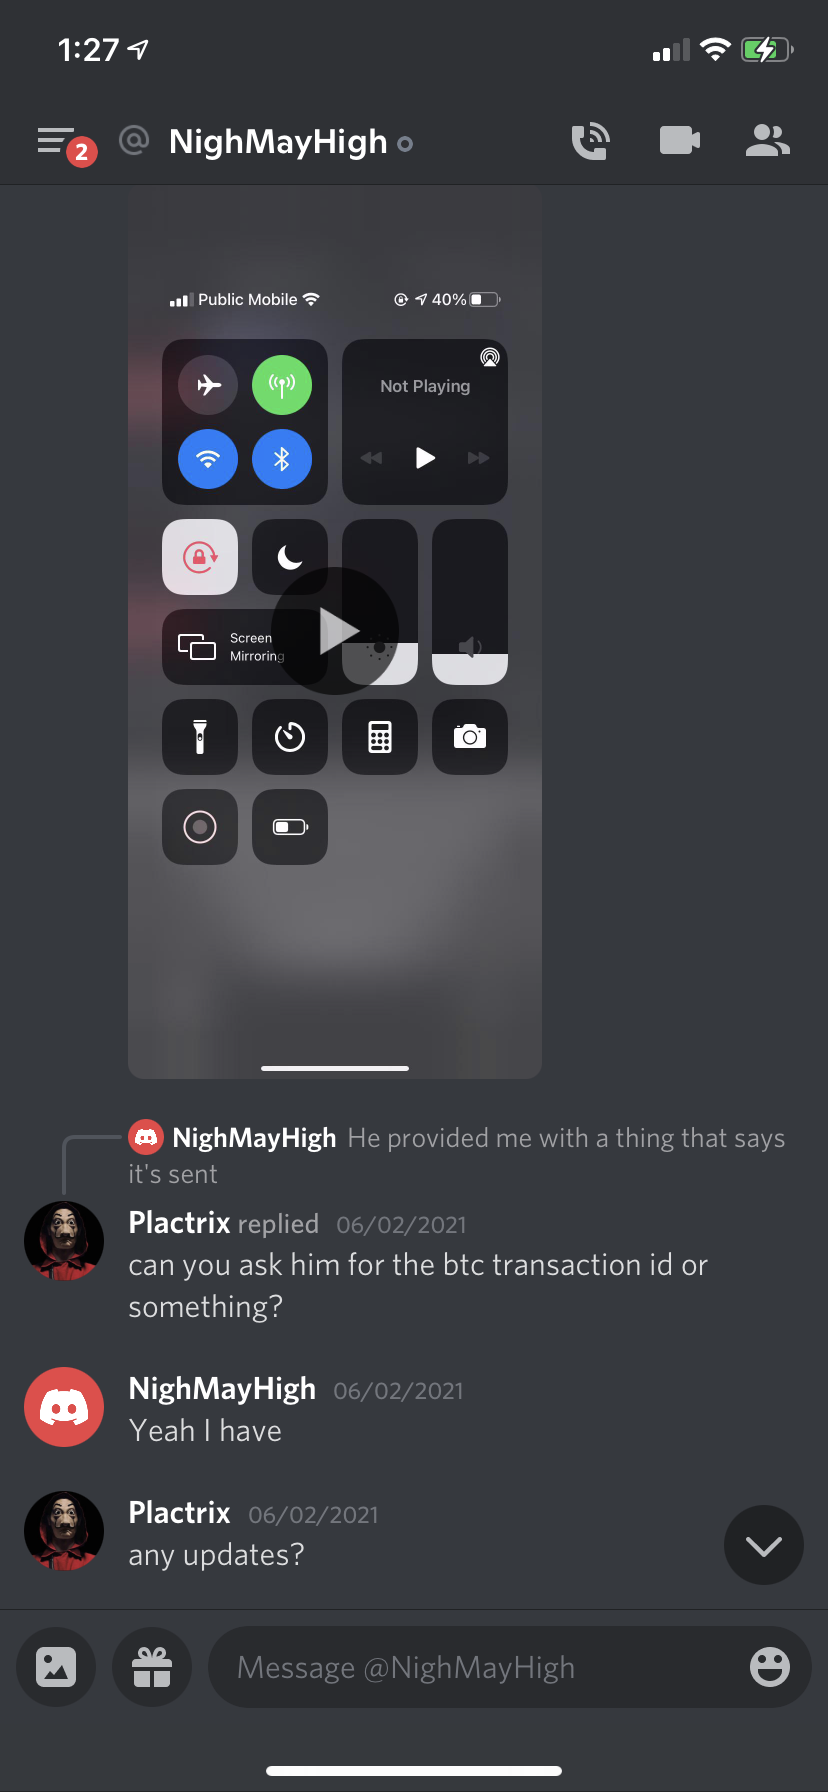 1:27
2
NighMayHigh
Public Mobile 40%
Not Playing
Screen
Mirroring
NighMayHigh He provided me with a thing that says
it's sent
Plactrix replied 06/02/2021
can you ask him for the btc transaction id or
something?
NighMayHigh 06/02/2021
Yeah I have
Plactrix 06/02/2021
any updates?
Message @NighMayHigh